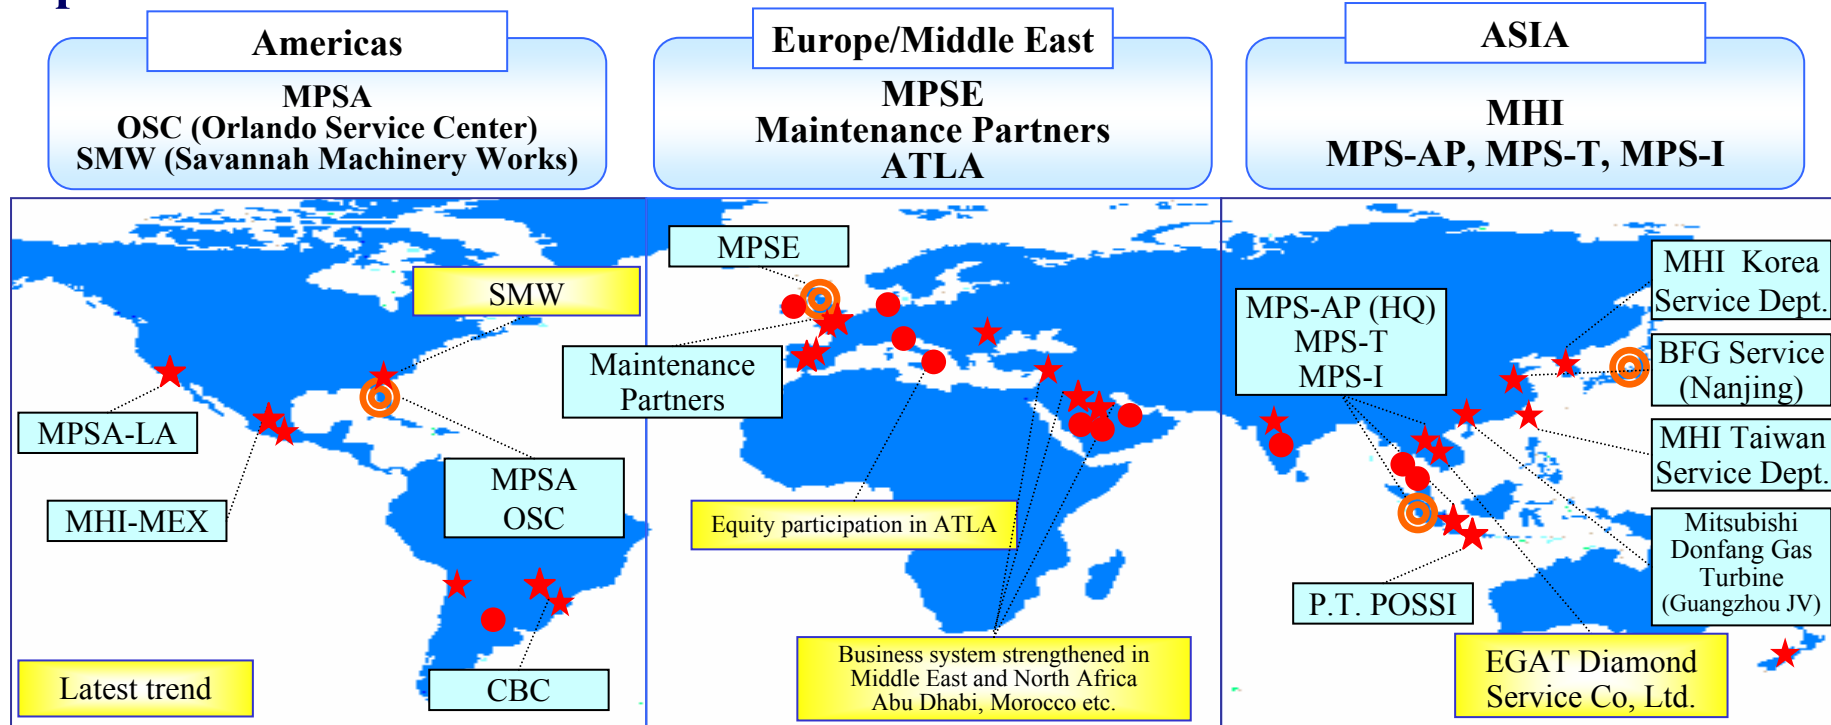 Americas
MPSA
OSC (Orlando Service Center)
SMW (Savannah Machinery Works)
Europe/Middle East
MPSE
Maintenance Partners
ATLA
ASIA
MHI
MPS-AP, MPS-T, MPS-I
SMW
MPSA-LA
MHI-MEX
MPSA
OSC
CBC
Latest trend
MPSE
Maintenance
Partners
Equity participation in ATLA
Business system strengthened in
Middle East and North Africa
Abu Dhabi, Morocco etc.
MPS-AP (HQ)
MPS-T
MPS-I
P.T. POSSI
MHI Korea
Service Dept.
BFG Service
(Nanjing)
MHI Taiwan
Service Dept.
Mitsubishi
Donfang Gas
Turbine
(Guangzhou JV)
EGAT Diamond
Service Co, Ltd.